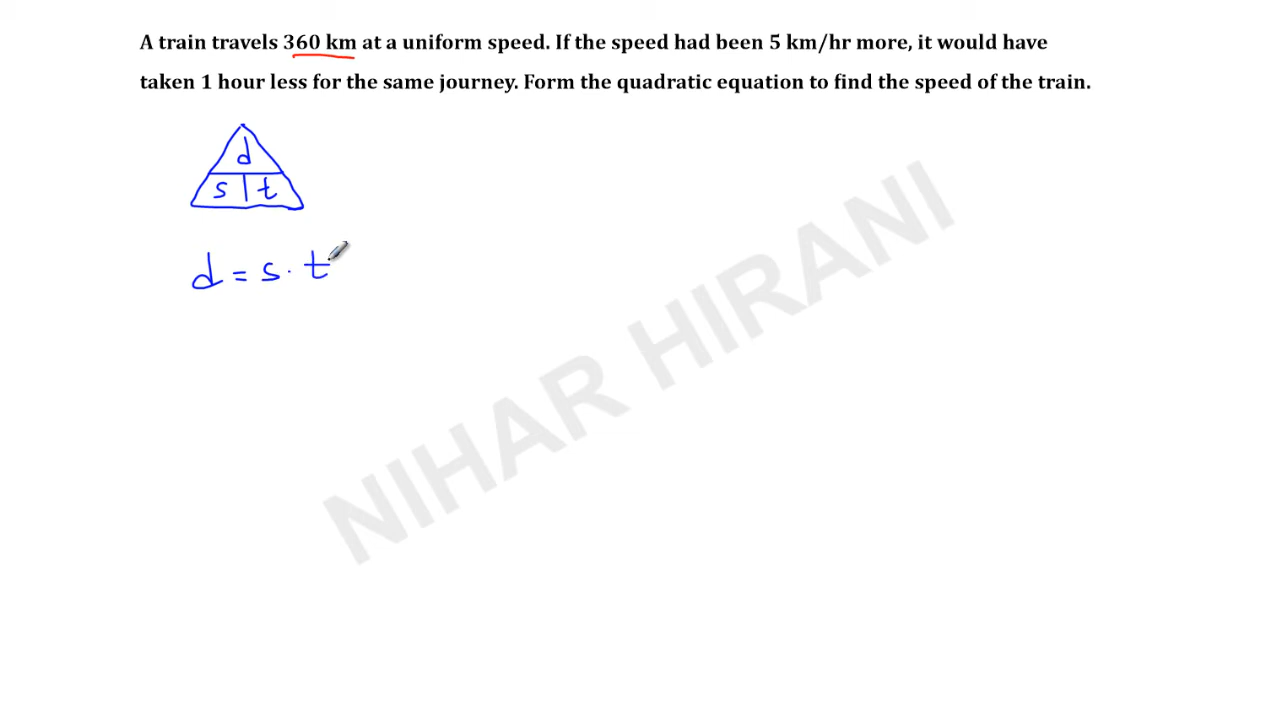 A train travels 360 km at a uniform speed. If the speed had been 5 km/hr more, it would have
taken 1 hour less for the same journey. Form the quadratic equation to find the speed of the train.
d
s t
d = s . t
NIHAR HIRANI